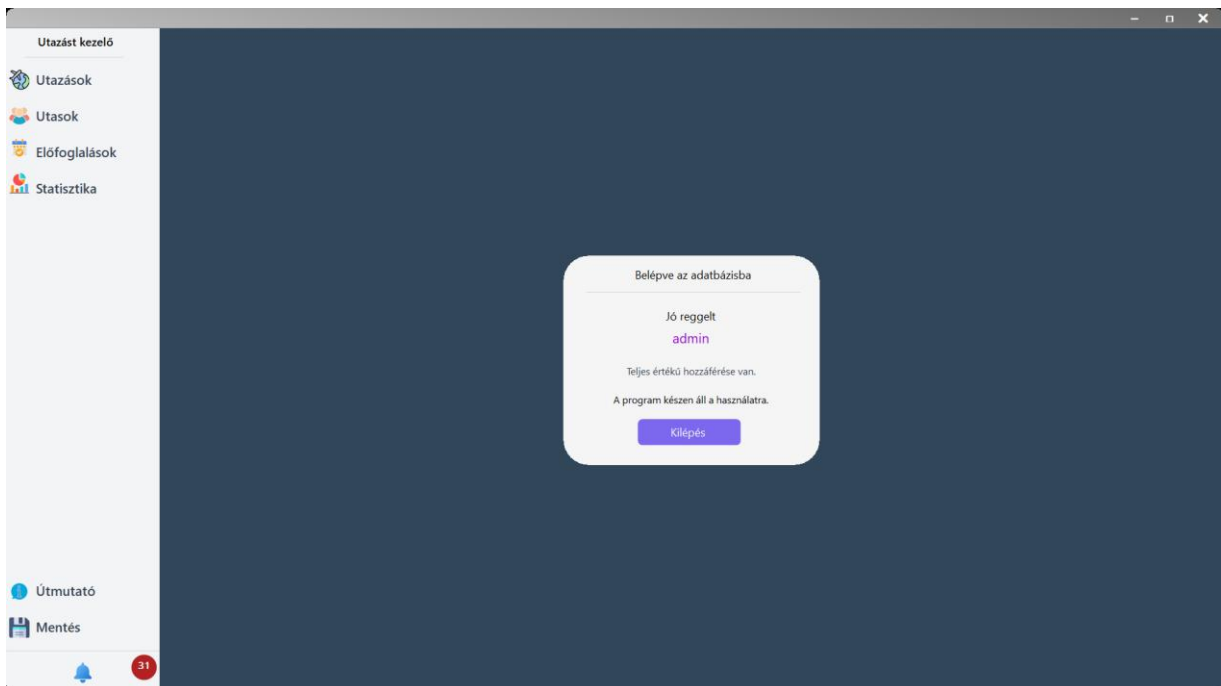 Utazást kezelő
Utazások
Utasok
Előfoglalások
Statisztika
Belépve az adatbázisba
Jó reggelt
admin
Teljes értékű hozzáférése van.
A program készen áll a használatra.
Kilépés
Útmutató
Mentés
31